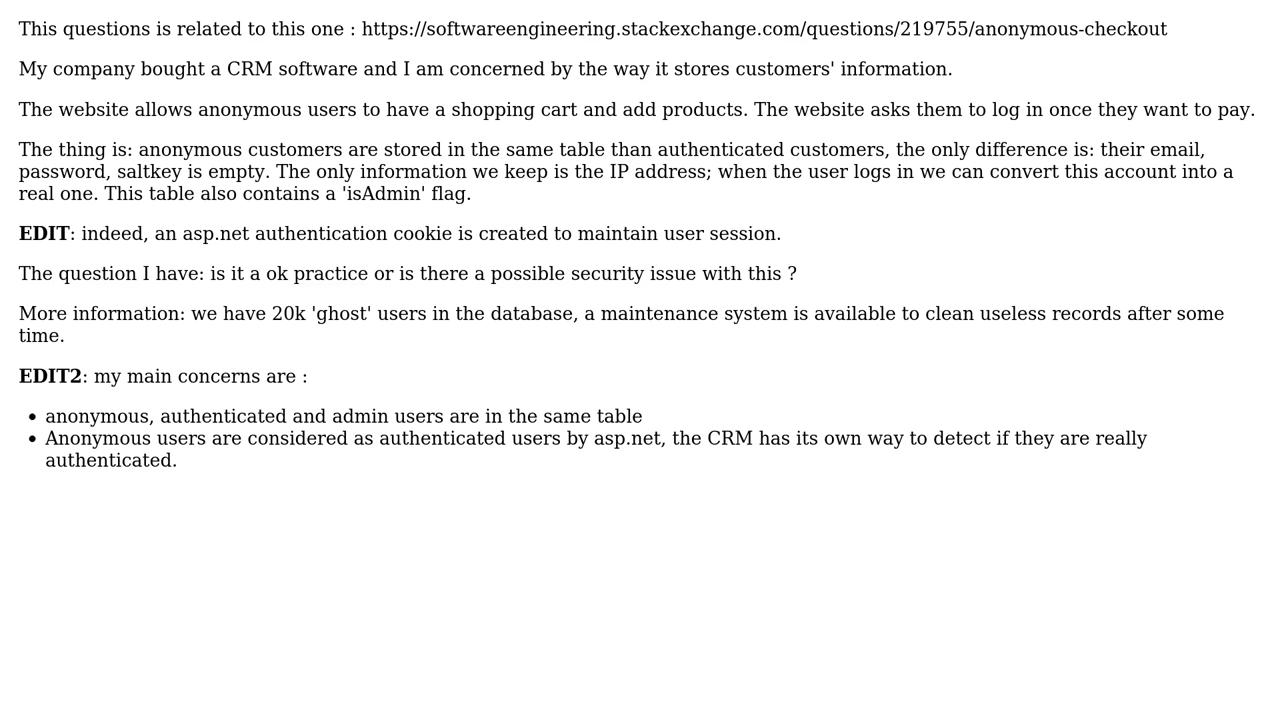 This questions is related to this one : https://softwareengineering.stackexchange.com/questions/219755/anonymous-checkout
My company bought a CRM software and I am concerned by the way it stores customers' information.
The website allows anonymous users to have a shopping cart and add products. The website asks them to log in once they want to pay.
The thing is: anonymous customers are stored in the same table than authenticated customers, the only difference is: their email,
password, saltkey is empty. The only information we keep is the IP address; when the user logs in we can convert this account into a
real one. This table also contains a 'isAdmin' flag.
EDIT: indeed, an asp.net authentication cookie is created to maintain user session.
The question I have: is it a ok practice or is there a possible security issue with this ?
More information: we have 20k 'ghost' users in the database, a maintenance system is available to clean useless records after some
time.
EDIT2: my main concerns are :
• anonymous, authenticated and admin users are in the same table
• Anonymous users are considered as authenticated users by asp.net, the CRM has its own way to detect if they are really
authenticated.